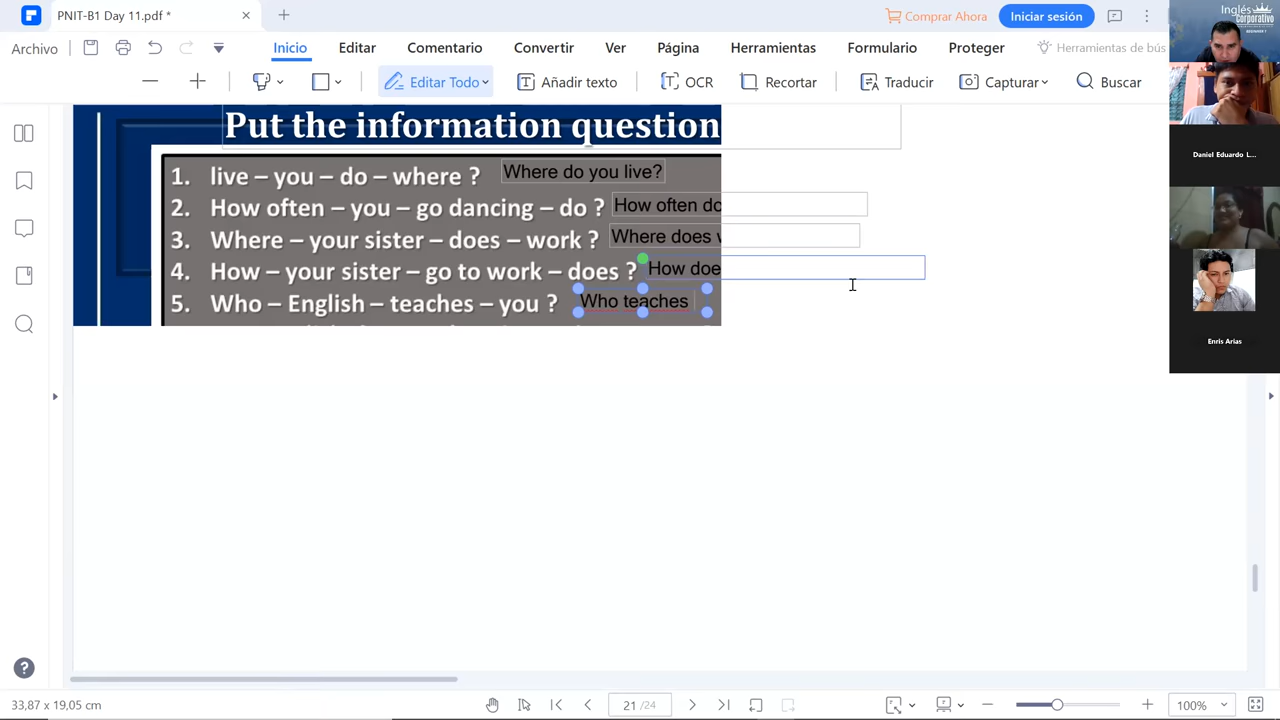 PNIT-B1 Day 11.pdf *
Comprar Ahora
Iniciar sesión
Archivo
Inicio
Editar
Comentario
Convertir
Ver
Página
Herramientas
Formulario
Proteger
Herramientas de bús
Editar Todo
Añadir texto
OCR
Recortar
Traducir
Capturar
Buscar
Put the information question
1. live – you – do – where ? Where do you live?
2. How often – you – go dancing – do ? How often do
3. Where – your sister – does – work ? Where does w
4. How – your sister – go to work – does ? How doe
5. Who – English – teaches – you ? Who teaches
Inglés
Corporativo
Daniel Eduardo L...
Enris Arias
33,87 x 19,05 cm
21 /24
100%